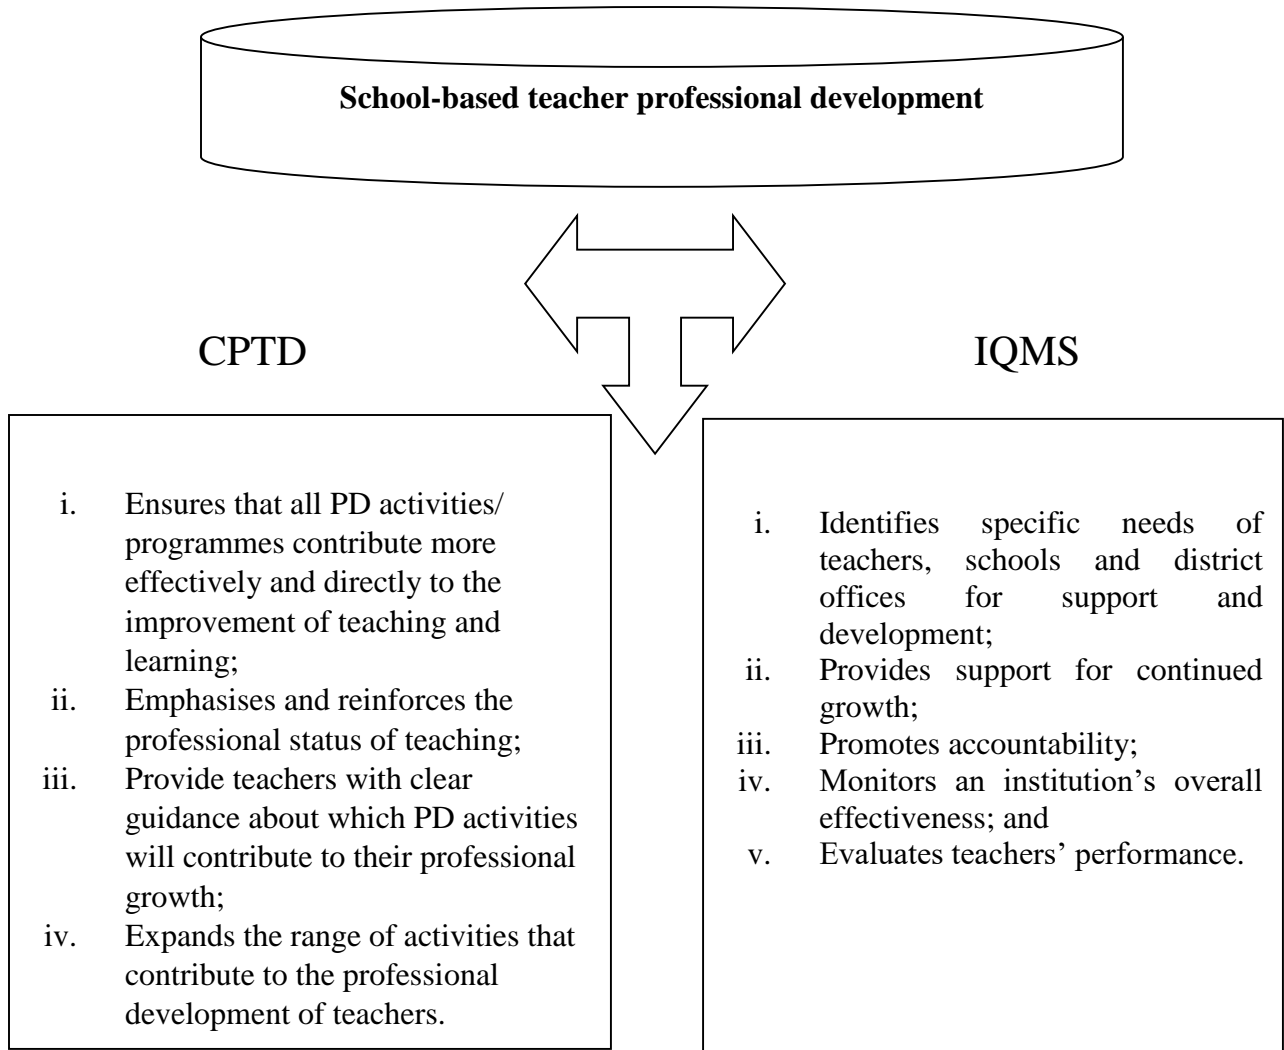 School-based teacher professional development
CPTD
i. Ensures that all PD activities/
programmes contribute more
effectively and directly to the
improvement of teaching and
learning;
ii. Emphasises and reinforces the
professional status of teaching;
iii. Provide teachers with clear
guidance about which PD activities
will contribute to their professional
growth;
iv. Expands the range of activities that
contribute to the professional
development of teachers.
IQMS
i. Identifies specific needs of
teachers, schools and district
offices for support and
development;
ii. Provides support for continued
growth;
iii. Promotes accountability;
iv. Monitors an institution’s overall
effectiveness; and
v. Evaluates teachers’ performance.